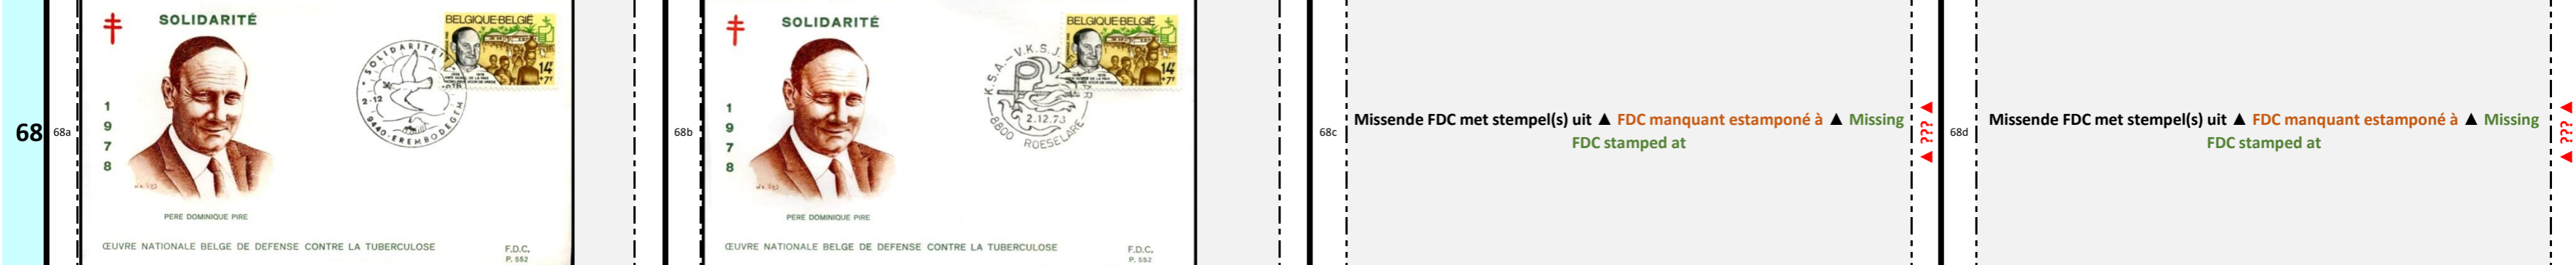 68
68a
SOLIDARITÉ
1
9
7
8
PERE DOMINIQUE PIRE
ŒUVRE NATIONALE BELGE DE DEFENSE CONTRE LA TUBERCULOSE
F.D.C.
P. 552
BELGIQUE-BELGIË
14F
+7F
SOLIDARITEIT
2-12
9440-EREMBODEGEM
68b
SOLIDARITÉ
1
9
7
8
PERE DOMINIQUE PIRE
ŒUVRE NATIONALE BELGE DE DEFENSE CONTRE LA TUBERCULOSE
F.D.C.
P. 552
BELGIQUE-BELGIË
14F
+7F
K.S.A. - V.K.S.J.
2.12.78
8800
ROESELARE
68c
Missende FDC met stempel(s) uit ▲ FDC manquant estamponé à ▲ Missing
FDC stamped at
▲ ??? ▲
68d
Missende FDC met stempel(s) uit ▲ FDC manquant estamponé à ▲ Missing
FDC stamped at
▲ ??? ▲